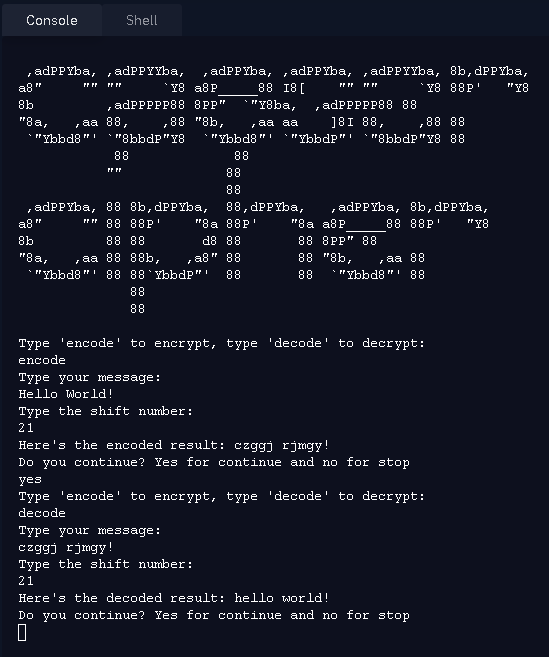 Console Shell
 ,adPPYba, ,adPPYYba,  ,adPPYba, ,adPPYba, ,adPPYYba, 8b,dPPYba,
a8"     "" ""     `Y8 a8P_____88 I8[    "" ""     `Y8 88P'   "Y8
8b         ,adPPPPP88 8PP"  `"Y8ba,  ,adPPPPP88 88
"8a,   ,aa 88,    ,88 "8b,   ,aa aa    ]8I 88,    ,88 88
 `"Ybbd8"' `"8bbdP"Y8  `"Ybbd8"' `"YbbdP"' `"8bbdP"Y8 88
            88             88
           ""             88
                          88
 ,adPPYba, 88 8b,dPPYba,  88,dPPYba,   ,adPPYba, 8b,dPPYba,
a8"     "" 88 88P'    "8a 88P'    "8a a8P_____88 88P'   "Y8
8b         88 88       d8 88       88 8PP" 88
"8a,   ,aa 88 88b,   ,a8" 88       88 "8b,   ,aa 88
 `"Ybbd8"' 88 88`YbbdP"'  88       88  `"Ybbd8"' 88
              88
              88
Type 'encode' to encrypt, type 'decode' to decrypt:
encode
Type your message:
Hello World!
Type the shift number:
21
Here's the encoded result: czggj rjmgy!
Do you continue? Yes for continue and no for stop
yes
Type 'encode' to encrypt, type 'decode' to decrypt:
decode
Type your message:
czggj rjmgy!
Type the shift number:
21
Here's the decoded result: hello world!
Do you continue? Yes for continue and no for stop